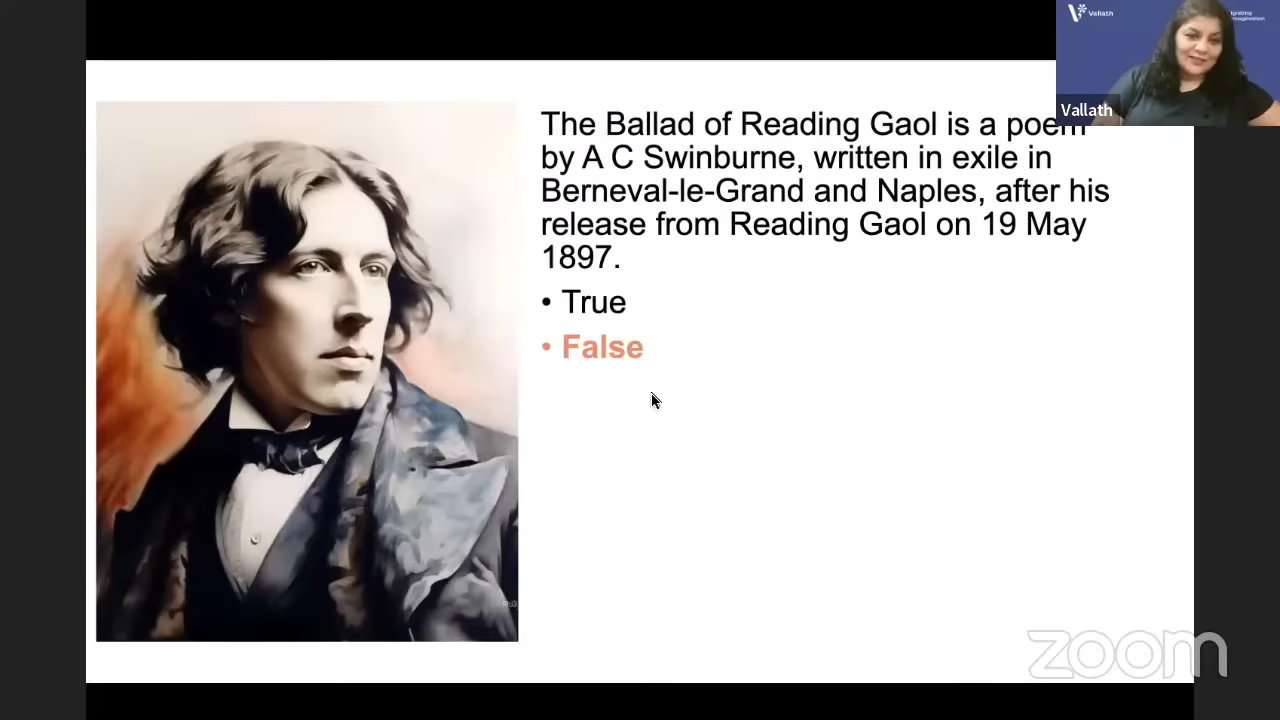 Vallath
Vallath
The Ballad of Reading Gaol is a poem
by A C Swinburne, written in exile in
Berneval-le-Grand and Naples, after his
release from Reading Gaol on 19 May
1897.
• True
• False
zoom